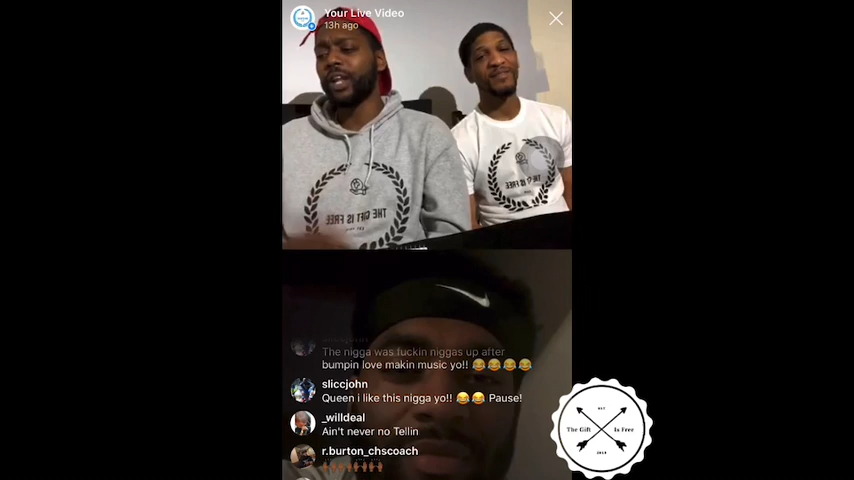 Your Live Video
13h ago
THE GIFT IS FREE
THE GIFT IS FREE
The nigga was fuckin niggas up after
bumpin love makin music yo!! 😂😂😂😂
sliccjohn
Queen i like this nigga yo!! 😂😂 Pause!
_willdeal
Ain't never no Tellin
r.burton_chscoach
EST
The Gift Is Free